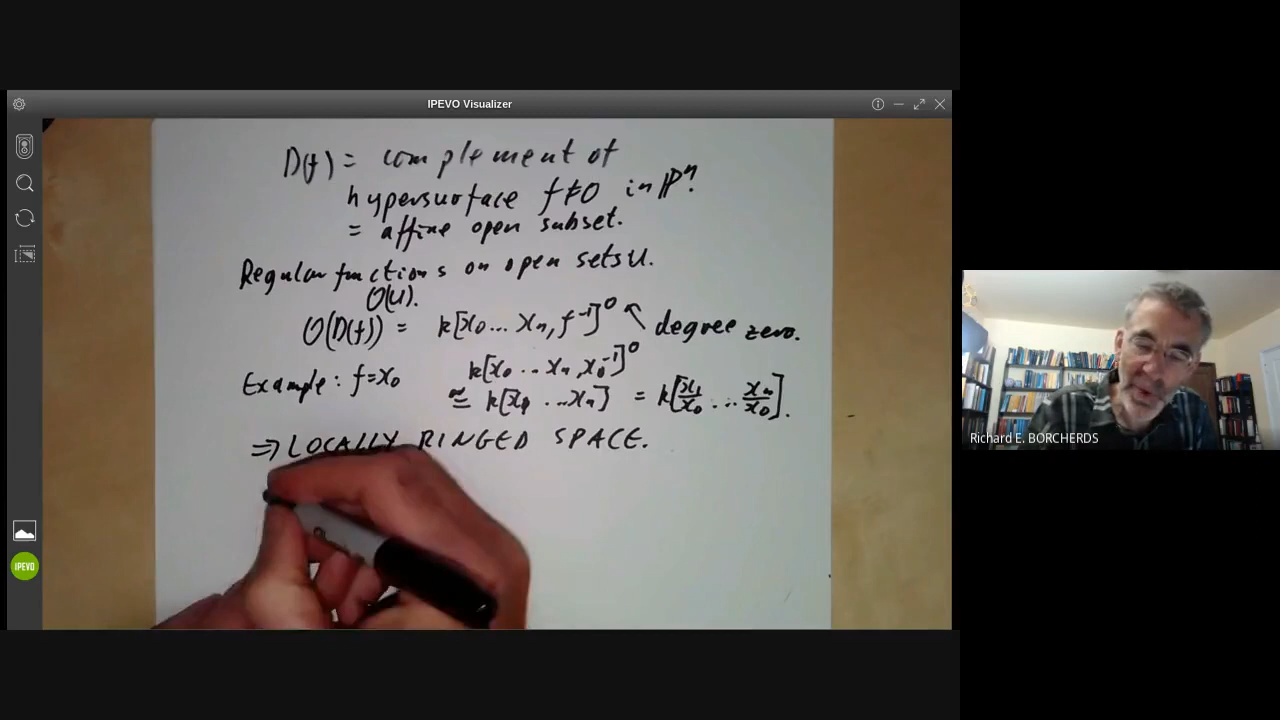 IPEVO Visualizer
D(f) = complement of
hypersurface f≠0 in ℙⁿ.
= affine open subset.
Regular functions on open sets U.
O(U).
O(D(f)) = k[x₀... xₙ, f⁻¹]⁰ ↖ degree zero.
Example: f=x₀ k[x₀ .. xₙ, x₀⁻¹]⁰
≅ k[x₁ ... xₙ] = k[x₁/x₀ ... xₙ/x₀].
⇒ LOCALLY RINGED SPACE.
IPEVO
Richard E. BORCHERDS